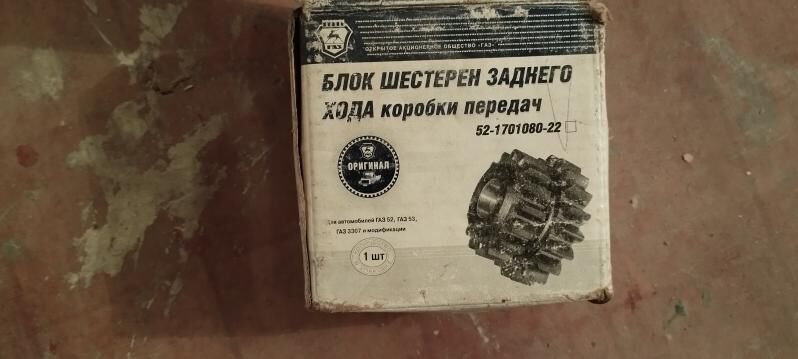 ГАЗ
ОТКРЫТОЕ АКЦИОНЕРНОЕ ОБЩЕСТВО «ГАЗ»
БЛОК ШЕСТЕРЕН ЗАДНЕГО
ХОДА коробки передач
52-1701080-22
ОРИГИНАЛ
Для автомобилей ГАЗ 52, ГАЗ 53,
ГАЗ 3307 и модификации
1 шт